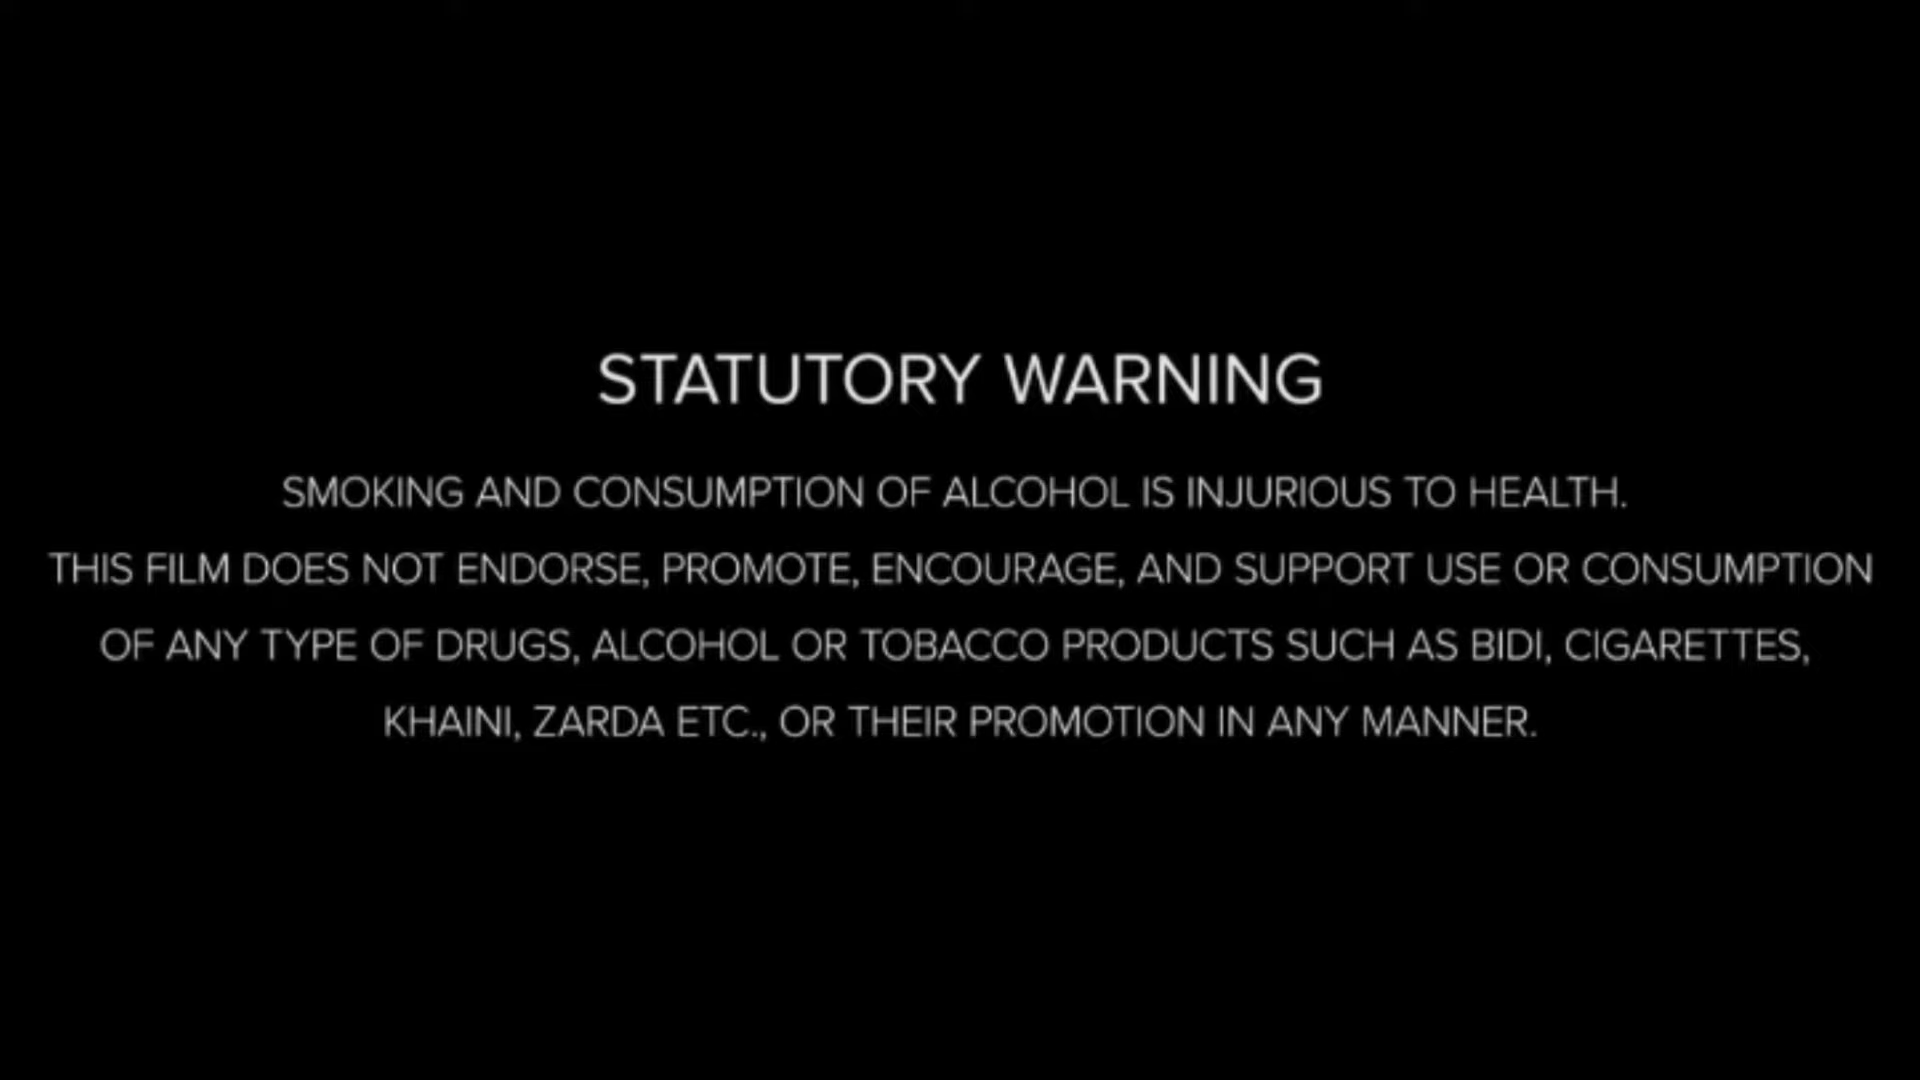 STATUTORY WARNING
SMOKING AND CONSUMPTION OF ALCOHOL IS INJURIOUS TO HEALTH.
THIS FILM DOES NOT ENDORSE, PROMOTE, ENCOURAGE, AND SUPPORT USE OR CONSUMPTION
OF ANY TYPE OF DRUGS, ALCOHOL OR TOBACCO PRODUCTS SUCH AS BIDI, CIGARETTES,
KHAINI, ZARDA ETC., OR THEIR PROMOTION IN ANY MANNER.